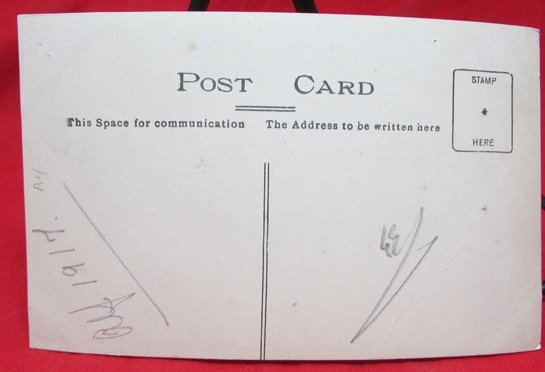 POST CARD
STAMP
*
HERE
This Space for communication
The Address to be written here
1917.